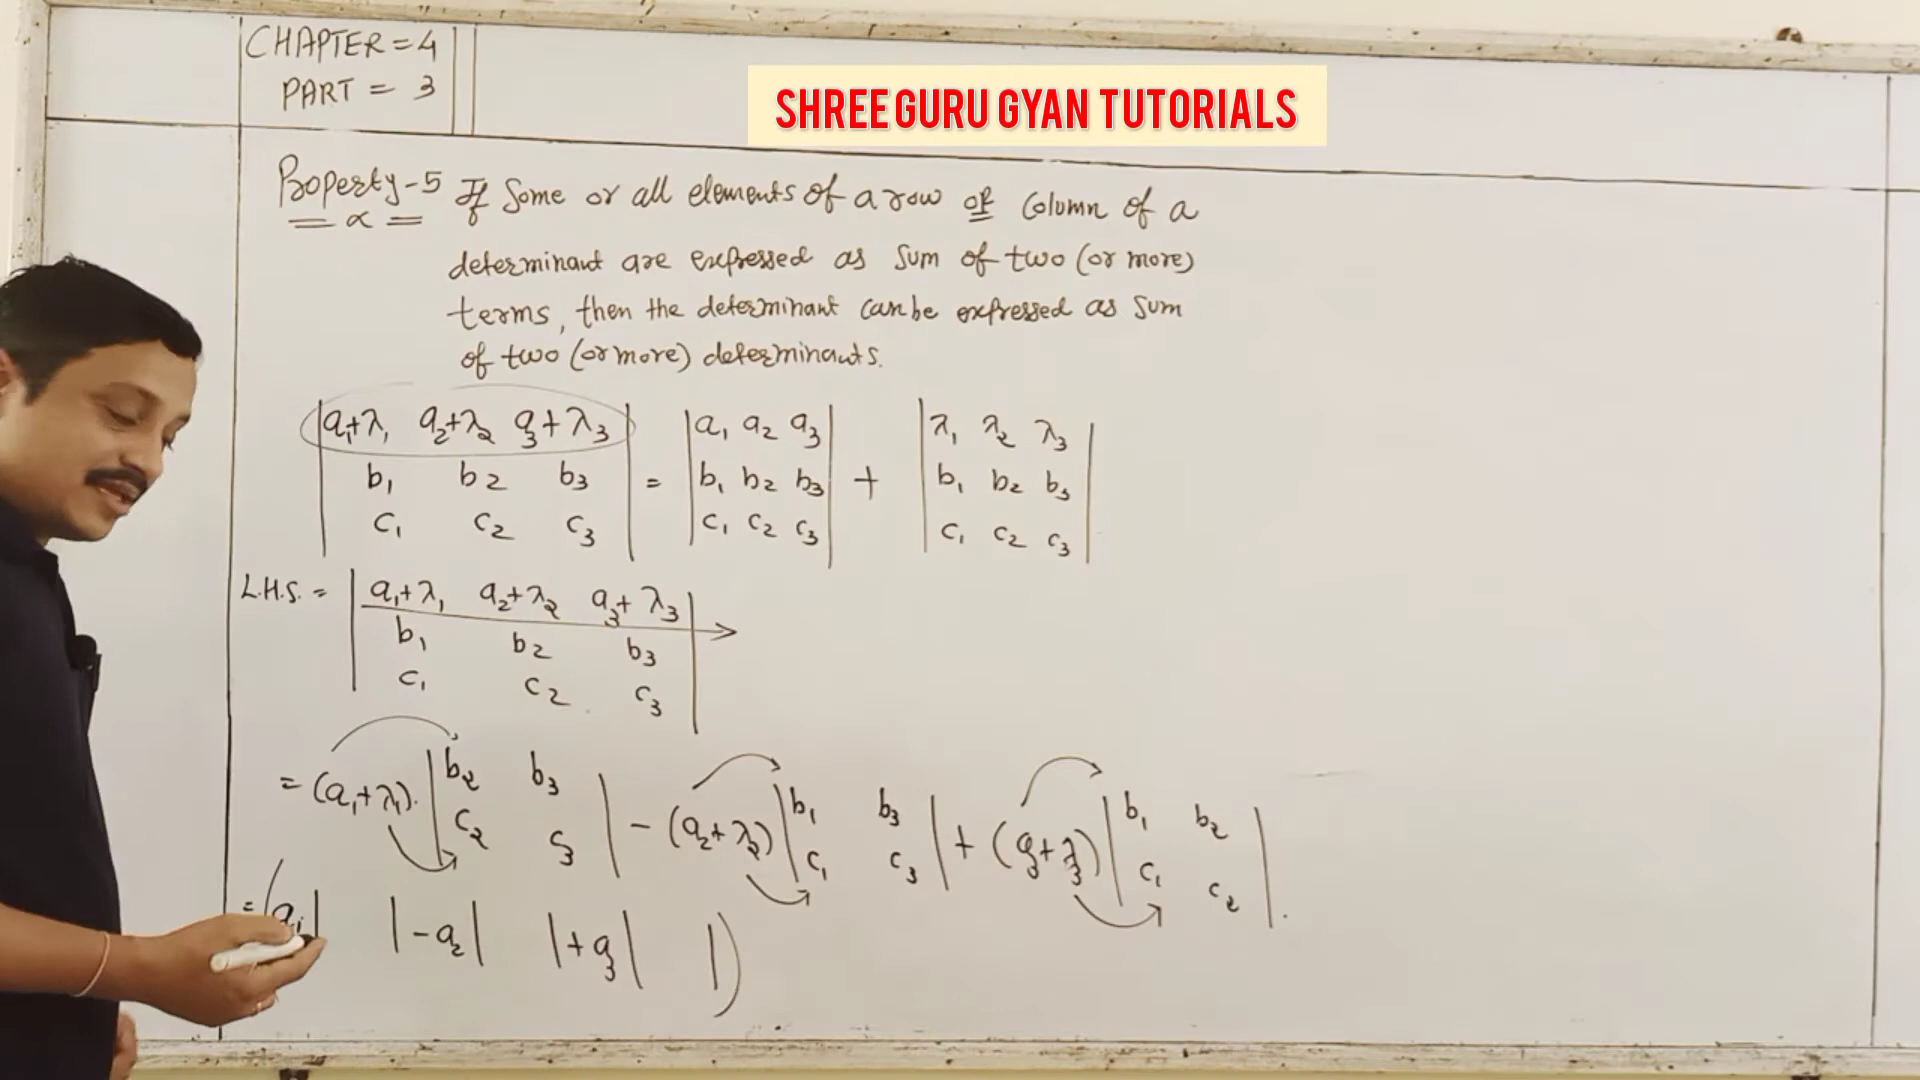 CHAPTER = 4
PART = 3
SHREE GURU GYAN TUTORIALS
Property-5 If Some or all elements of a row or Column of a
determinant are expressed as Sum of two (or more)
terms, then the determinant can be expressed as Sum
of two (or more) determinants.
|a₁+λ₁ a₂+λ₂ a₃+λ₃| |a₁ a₂ a₃| |λ₁ λ₂ λ₃|
|b₁ b₂ b₃| = |b₁ b₂ b₃| + |b₁ b₂ b₃|
|c₁ c₂ c₃| |c₁ c₂ c₃| |c₁ c₂ c₃|
L.H.S. = |a₁+λ₁ a₂+λ₂ a₃+λ₃|
|b₁ b₂ b₃|
|c₁ c₂ c₃|
= (a₁+λ₁). |b₂ b₃| - (a₂+λ₂) |b₁ b₃| + (a₃+λ₃) |b₁ b₂|
|c₂ c₃| |c₁ c₃| |c₁ c₂|.
= (a₁| | -a₂| | +a₃| |)